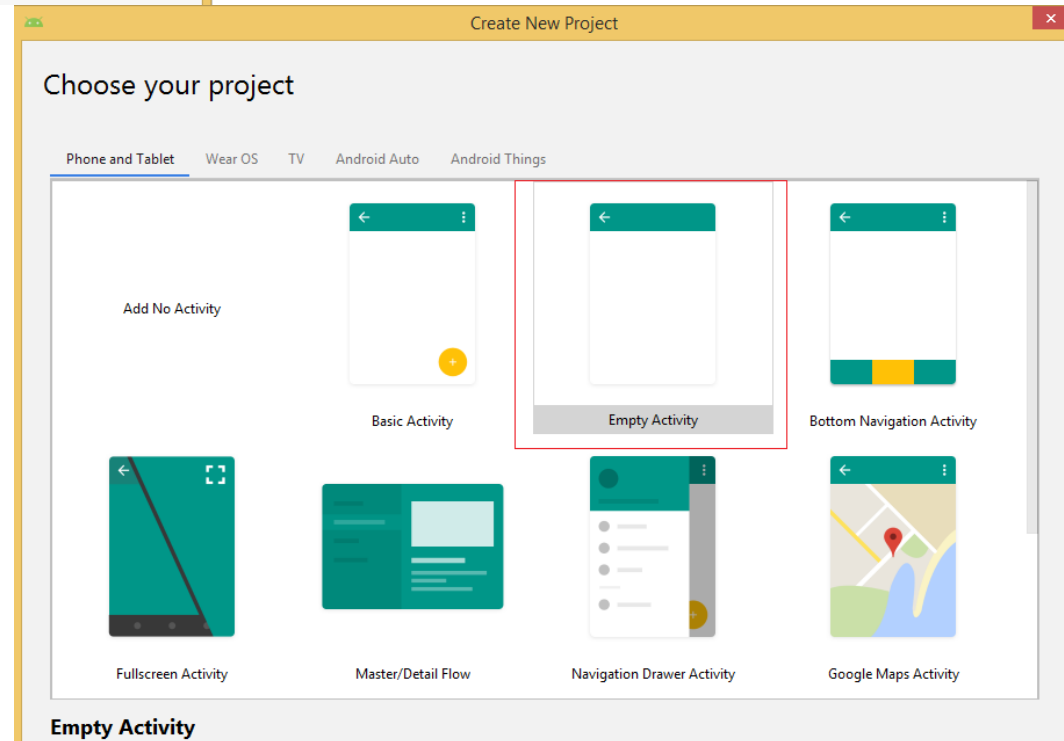 Create New Project
Choose your project
Phone and Tablet Wear OS TV Android Auto Android Things
Add No Activity
Basic Activity
Empty Activity
Bottom Navigation Activity
Fullscreen Activity
Master/Detail Flow
Navigation Drawer Activity
Google Maps Activity
Empty Activity